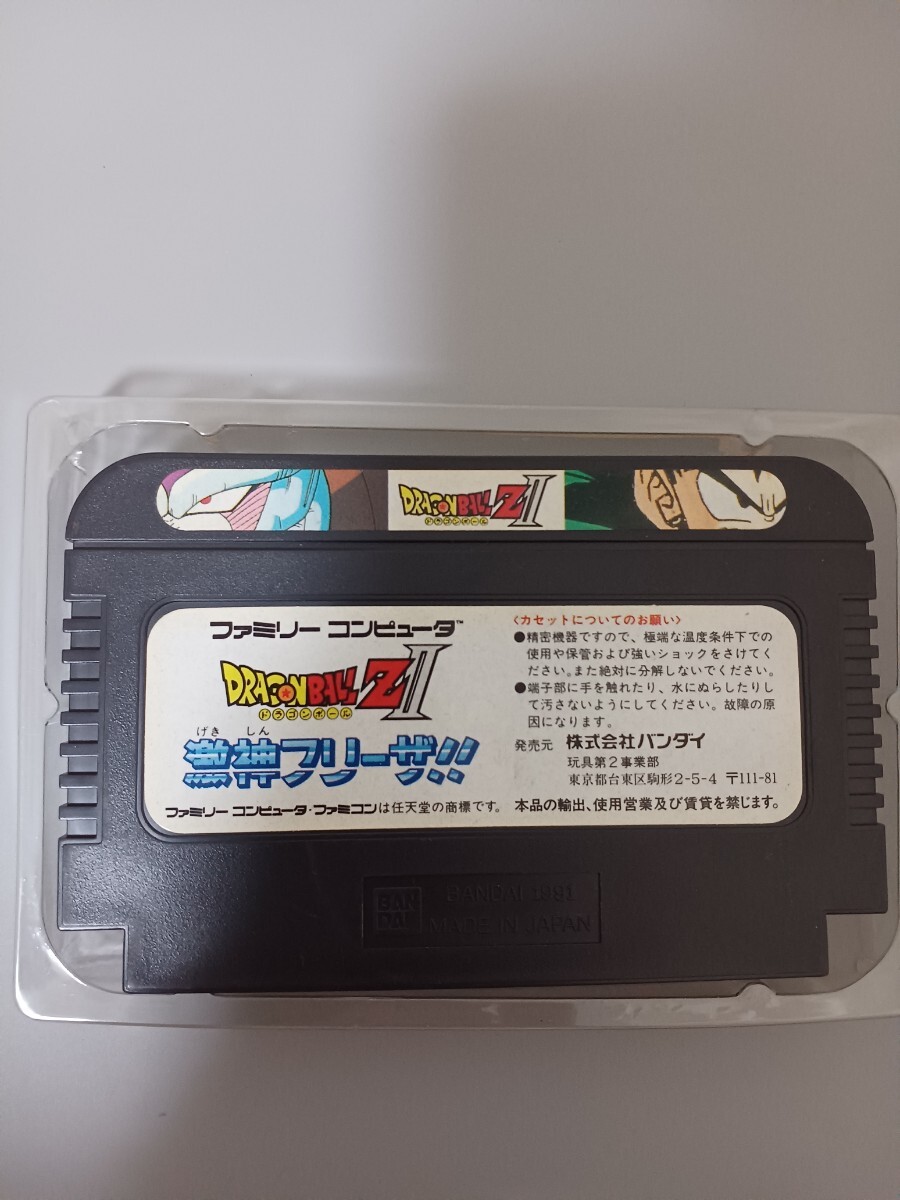 DRAGON BALL Z II
ドラゴンボール
ファミリー コンピュータ™
DRAGON BALL Z II
ドラゴンボール
げき しん
激神フリーザ!!
ファミリー コンピュータ・ファミコンは任天堂の商標です。
〈カセットについてのお願い〉
●精密機器ですので、極端な温度条件下での
使用や保管および強いショックをさけてく
ださい。また絶対に分解しないでください。
●端子部に手を触れたり、水にぬらしたりし
て汚さないようにしてください。故障の原
因になります。
発売元 株式会社バンダイ
玩具第2事業部
東京都台東区駒形2-5-4 〒111-81
本品の輸出、使用営業及び賃貸を禁じます。
BAN
DAI
BANDAI 1991
MADE IN JAPAN